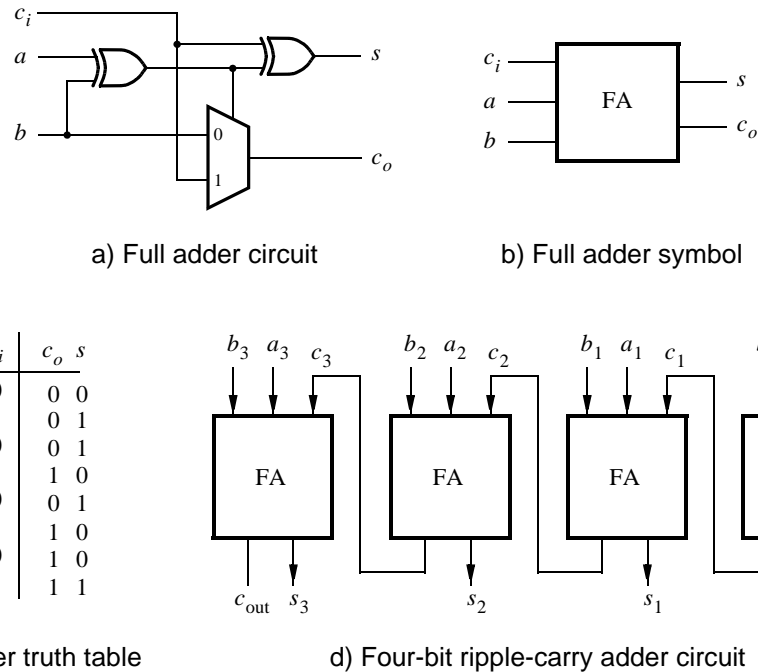 c_i
a
b
0
1
s
c_o
a) Full adder circuit
c_i
a
b
FA
s
c_o
b) Full adder symbol
c_o s
0 0
0 1
0 1
1 0
0 1
1 0
1 0
1 1
truth table
b_3 a_3 c_3 b_2 a_2 c_2 b_1 a_1 c_1
FA FA FA
c_out s_3 s_2 s_1
d) Four-bit ripple-carry adder circuit